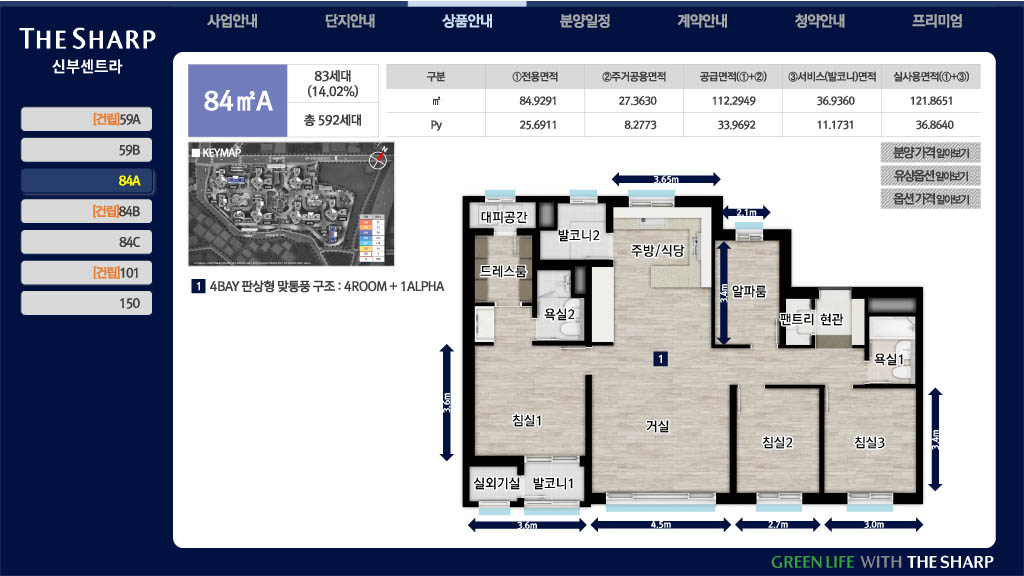 사업안내 단지안내 상품안내 분양일정 계약안내 청약안내 프리미엄
THE SHARP
신부센트라
[건립]59A
59B
84A
[건립]84B
84C
[건립]101
150
84㎡A
83세대
(14.02%)
총 592세대
구분 ①전용면적 ②주거공용면적 공급면적(①+②) ③서비스(발코니)면적 실사용면적(①+③)
㎡ 84.9291 27.3630 112.2949 36.9360 121.8651
Py 25.6911 8.2773 33.9692 11.1731 36.8640
KEYMAP
N
분양가격 알아보기
유상옵션 알아보기
옵션가격 알아보기
1 4BAY 판상형 맞통풍 구조 : 4ROOM + 1ALPHA
3.65m
2.1m
대피공간
발코니2
주방/식당
드레스룸
알파룸
3.4m
욕실2
팬트리 현관
욕실1
1
3.6m
침실1
거실
침실2
침실3
3.4m
실외기실 발코니1
3.6m
4.5m
2.7m
3.0m
GREEN LIFE WITH THE SHARP